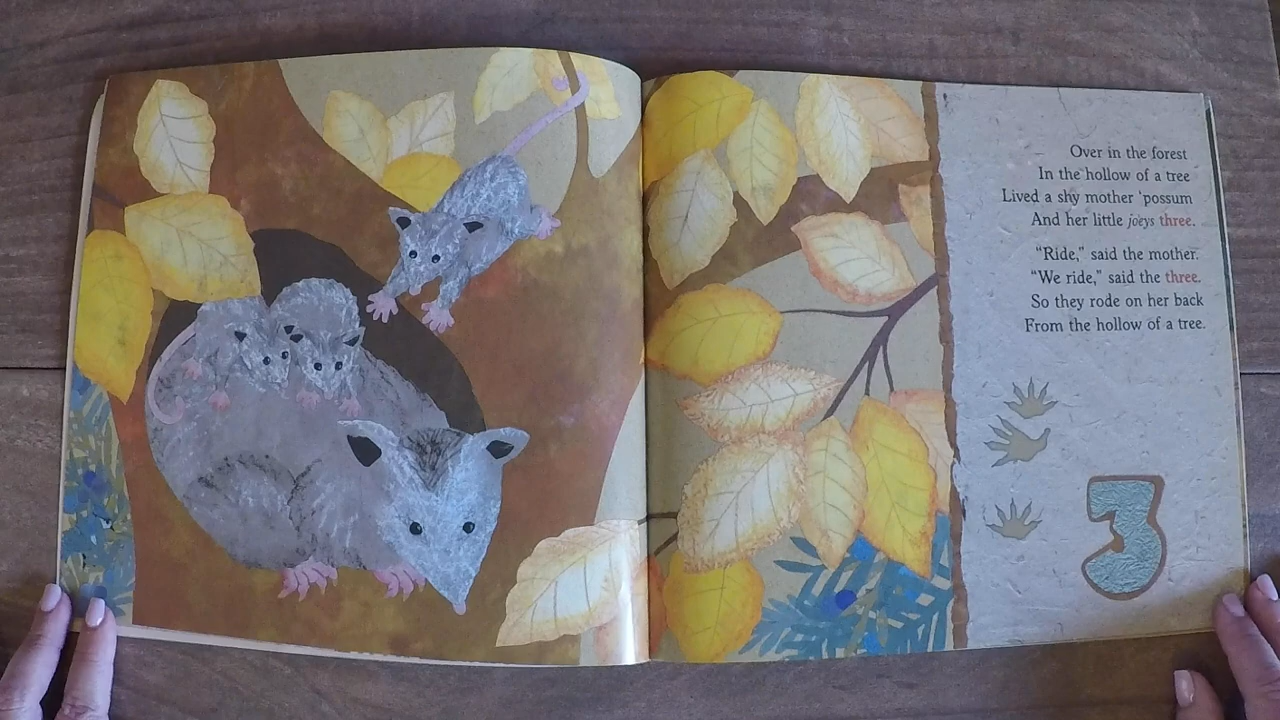 Over in the forest
In the hollow of a tree
Lived a shy mother 'possum
And her little joeys three.
"Ride," said the mother.
"We ride," said the three.
So they rode on her back
From the hollow of a tree.
3